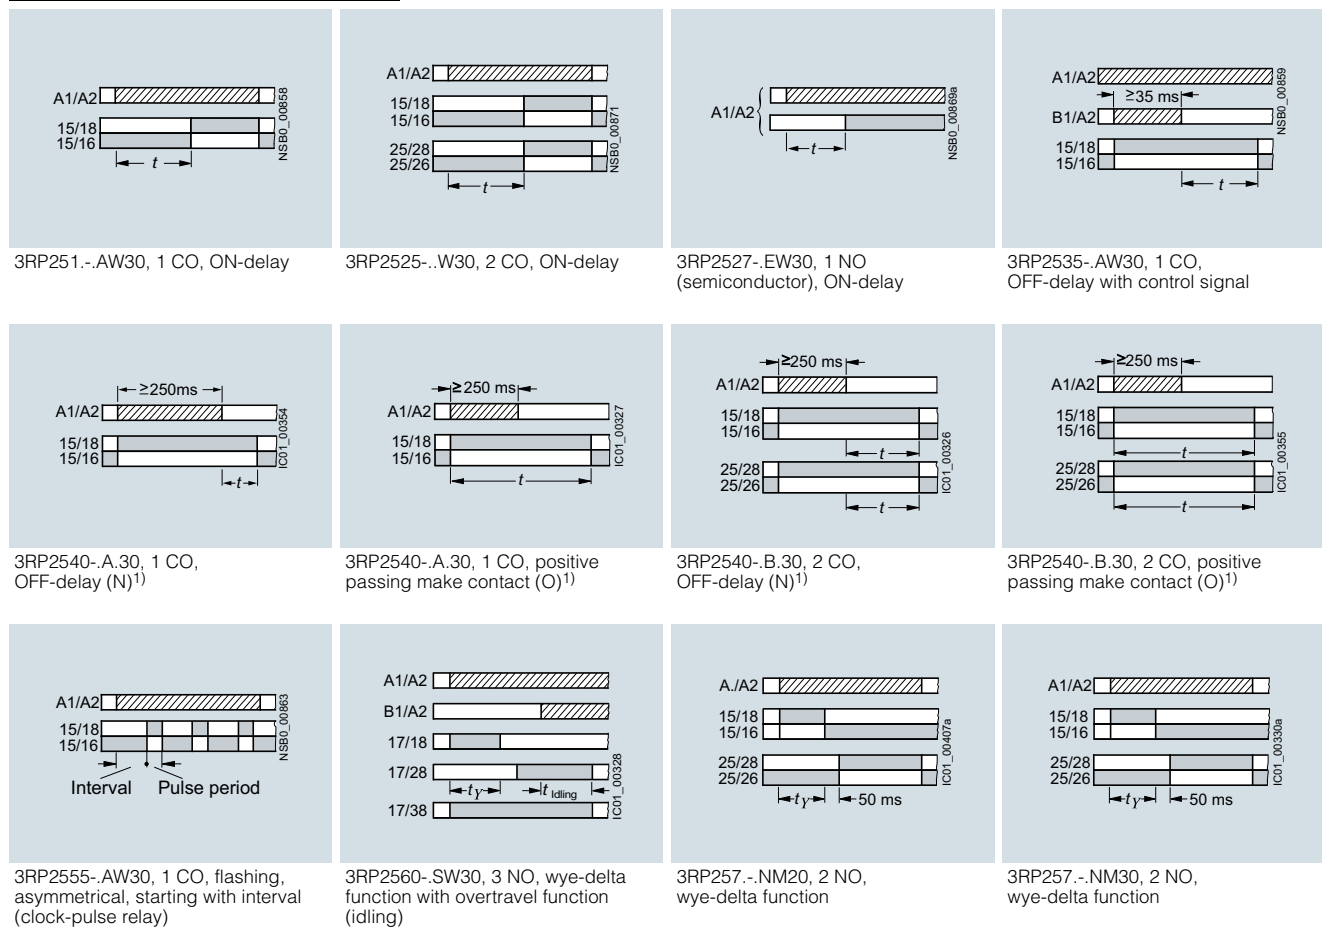 A1/A2
15/18
15/16
t
NSB0_00858
3RP251.-.AW30, 1 CO, ON-delay
A1/A2
15/18
15/16
25/28
25/26
t
NSB0_00871
3RP2525-..W30, 2 CO, ON-delay
A1/A2
t
NSB0_00869a
3RP2527-.EW30, 1 NO
(semiconductor), ON-delay
A1/A2
≥35 ms
B1/A2
15/18
15/16
t
NSB0_00859
3RP2535-.AW30, 1 CO,
OFF-delay with control signal
≥250ms
A1/A2
15/18
15/16
t
IC01_00354
3RP2540-.A.30, 1 CO,
OFF-delay (N)1)
≥250 ms
A1/A2
15/18
15/16
t
IC01_00327
3RP2540-.A.30, 1 CO, positive
passing make contact (O)1)
≥250 ms
A1/A2
15/18
15/16
t
25/28
25/26
t
IC01_00326
3RP2540-.B.30, 2 CO,
OFF-delay (N)1)
≥250 ms
A1/A2
15/18
15/16
t
25/28
25/26
t
IC01_00355
3RP2540-.B.30, 2 CO, positive
passing make contact (O)1)
A1/A2
15/18
15/16
Interval Pulse period
NSB0_00863
3RP2555-.AW30, 1 CO, flashing,
asymmetrical, starting with interval
(clock-pulse relay)
A1/A2
B1/A2
17/18
17/28
tY t Idling
17/38
IC01_00328
3RP2560-.SW30, 3 NO, wye-delta
function with overtravel function
(idling)
A./A2
15/18
15/16
25/28
25/26
tY 50 ms
IC01_00407a
3RP257.-.NM20, 2 NO,
wye-delta function
A1/A2
15/18
15/16
25/28
25/26
tY 50 ms
IC01_00330a
3RP257.-.NM30, 2 NO,
wye-delta function